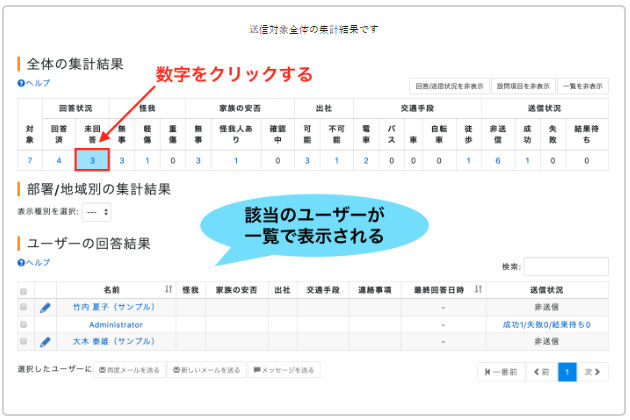 送信対象全体の集計結果です
全体の集計結果
数字をクリックする
ヘルプ
回答/送信状況を非表示 設問項目を非表示 一覧を非表示
回答状況 怪我 家族の安否 出社 交通手段 送信状況
対象 回答済 未回答 無事 軽傷 重傷 無事 怪我人あり 確認中 可能 不可能 電車 バス 車 自転車 徒歩 非送信 成功 失敗 結果待ち
7 4 3 3 1 0 3 1 0 3 1 2 0 0 0 1 6 1 0 0
部署/地域別の集計結果
表示種別を選択: ---
該当のユーザーが
一覧で表示される
ユーザーの回答結果
ヘルプ
検索:
名前 怪我 家族の安否 出社 交通手段 連絡事項 最終回答日時 送信状況
竹内 夏子（サンプル） - 非送信
Administrator - 成功1/失敗0/結果待ち0
大木 泰雄（サンプル） - 非送信
選択したユーザーに 再度メールを送る 新しいメールを送る メッセージを送る
一番前 前 1 次